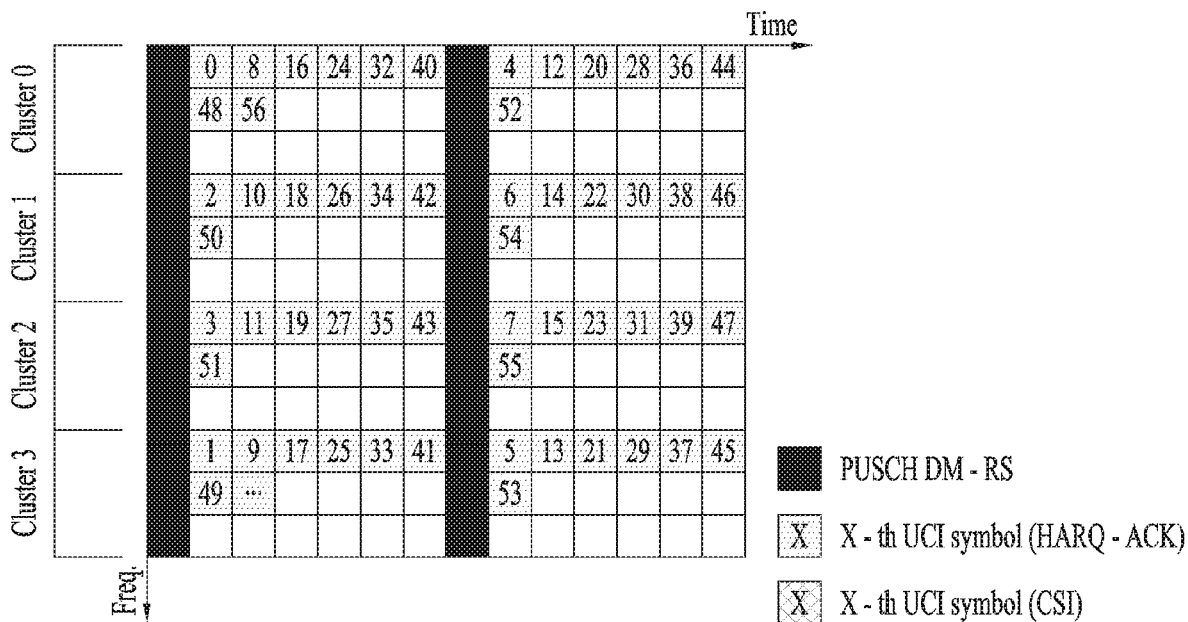 Time
Cluster 0
0 8 16 24 32 40 4 12 20 28 36 44
48 56 52
Cluster 1
2 10 18 26 34 42 6 14 22 30 38 46
50 54
Cluster 2
3 11 19 27 35 43 7 15 23 31 39 47
51 55
Cluster 3
1 9 17 25 33 41 5 13 21 29 37 45
49 ... 53
Freq.
PUSCH DM - RS
X X - th UCI symbol (HARQ - ACK)
X X - th UCI symbol (CSI)